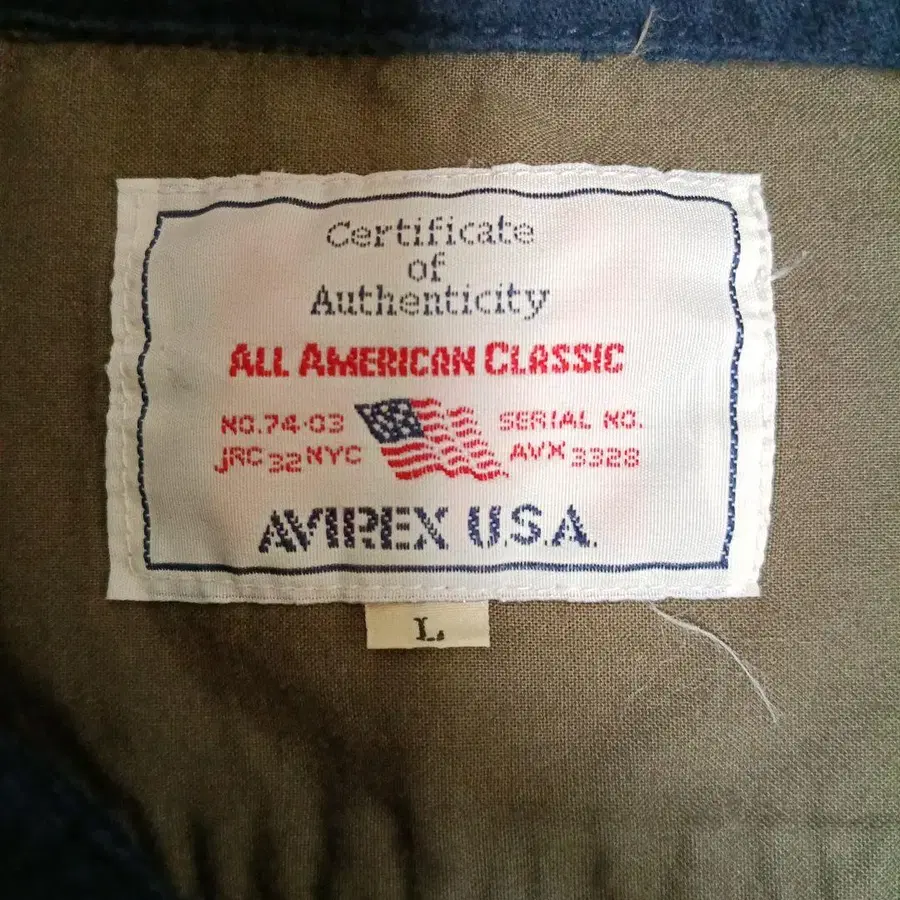 Certificate
of
Authenticity
ALL AMERICAN CLASSIC
NO.74-03 SERIAL NO.
JRC 32 NYC AVX 3328
AVIREX U.S.A.
L